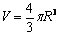 V = 4/3 πR³